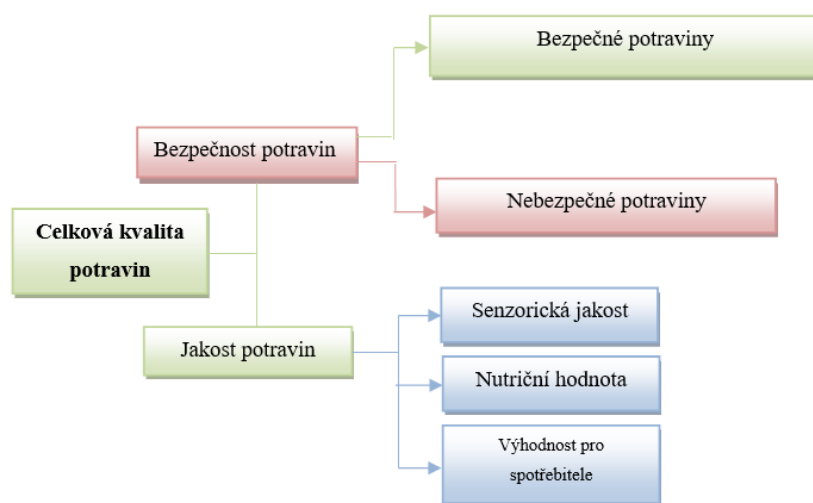 Bezpečné potraviny
Bezpečnost potravin
Nebezpečné potraviny
Celková kvalita
potravin
Senzorická jakost
Jakost potravin
Nutriční hodnota
Výhodnost pro
spotřebitele